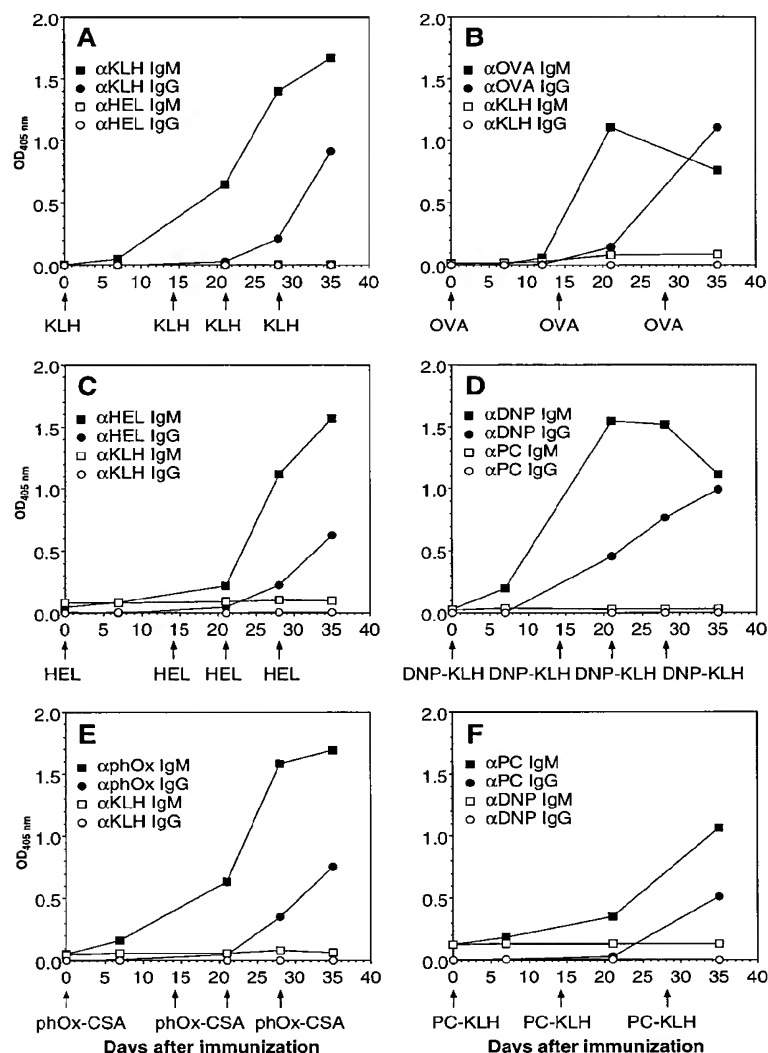 A
αKLH IgM
αKLH IgG
αHEL IgM
αHEL IgG
OD405 nm
2.0
1.5
1.0
0.5
0.0
0 5 10 15 20 25 30 35 40
KLH KLH KLH KLH
B
αOVA IgM
αOVA IgG
αKLH IgM
αKLH IgG
2.0
1.5
1.0
0.5
0.0
0 5 10 15 20 25 30 35 40
OVA OVA OVA
C
αHEL IgM
αHEL IgG
αKLH IgM
αKLH IgG
OD405 nm
2.0
1.5
1.0
0.5
0.0
0 5 10 15 20 25 30 35 40
HEL HEL HEL HEL
D
αDNP IgM
αDNP IgG
αPC IgM
αPC IgG
2.0
1.5
1.0
0.5
0.0
0 5 10 15 20 25 30 35 40
DNP-KLH DNP-KLH DNP-KLH DNP-KLH
E
αphOx IgM
αphOx IgG
αKLH IgM
αKLH IgG
OD405 nm
2.0
1.5
1.0
0.5
0.0
0 5 10 15 20 25 30 35 40
phOx-CSA phOx-CSA phOx-CSA
Days after immunization
F
αPC IgM
αPC IgG
αDNP IgM
αDNP IgG
2.0
1.5
1.0
0.5
0.0
0 5 10 15 20 25 30 35 40
PC-KLH PC-KLH PC-KLH
Days after immunization